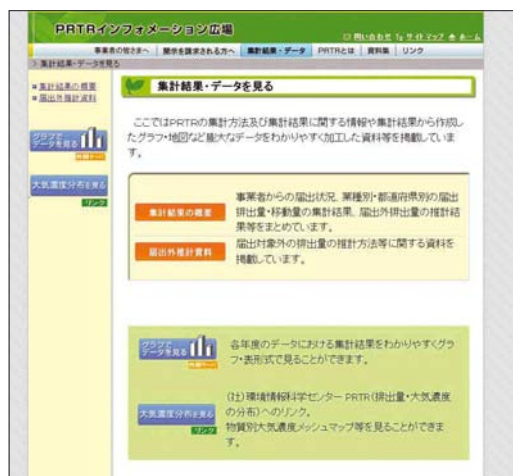 PRTRインフォメーション広場
問い合わせ サイトマップ ホーム
事業者の皆さまへ 開示を請求される方へ 集計結果・データ PRTRとは 資料集 リンク
> 集計結果・データを見る
集計結果の概要
届出外推計資料
グラフで
データを見る
大気濃度分布を見る
リンク
集計結果・データを見る
ここではPRTRの集計方法及び集計結果に関する情報や集計結果から作成し
たグラフ・地図など膨大なデータをわかりやすく加工した資料等を掲載していま
す。
集計結果の概要
事業者からの届出状況、業種別・都道府県別の届出
排出量・移動量の集計結果、届出外排出量の推計結
果等をまとめています。
届出外推計資料
届出対象外の排出量の推計方法等に関する資料を
掲載しています。
グラフで
データを見る
各年度のデータにおける集計結果をわかりやすくグラ
フ・表形式で見ることができます。
大気濃度分布を見る
リンク
(社)環境情報科学センター PRTR(排出量・大気濃度
の分布)へのリンク。
物質別大気濃度メッシュマップ等を見ることができま
す。